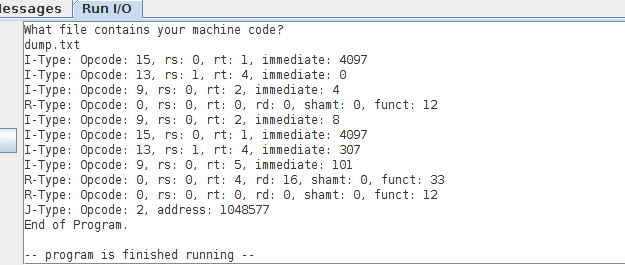 Messages Run I/O
What file contains your machine code?
dump.txt
I-Type: Opcode: 15, rs: 0, rt: 1, immediate: 4097
I-Type: Opcode: 13, rs: 1, rt: 4, immediate: 0
I-Type: Opcode: 9, rs: 0, rt: 2, immediate: 4
R-Type: Opcode: 0, rs: 0, rt: 0, rd: 0, shamt: 0, funct: 12
I-Type: Opcode: 9, rs: 0, rt: 2, immediate: 8
I-Type: Opcode: 15, rs: 0, rt: 1, immediate: 4097
I-Type: Opcode: 13, rs: 1, rt: 4, immediate: 307
I-Type: Opcode: 9, rs: 0, rt: 5, immediate: 101
R-Type: Opcode: 0, rs: 0, rt: 4, rd: 16, shamt: 0, funct: 33
R-Type: Opcode: 0, rs: 0, rt: 0, rd: 0, shamt: 0, funct: 12
J-Type: Opcode: 2, address: 1048577
End of Program.
-- program is finished running --